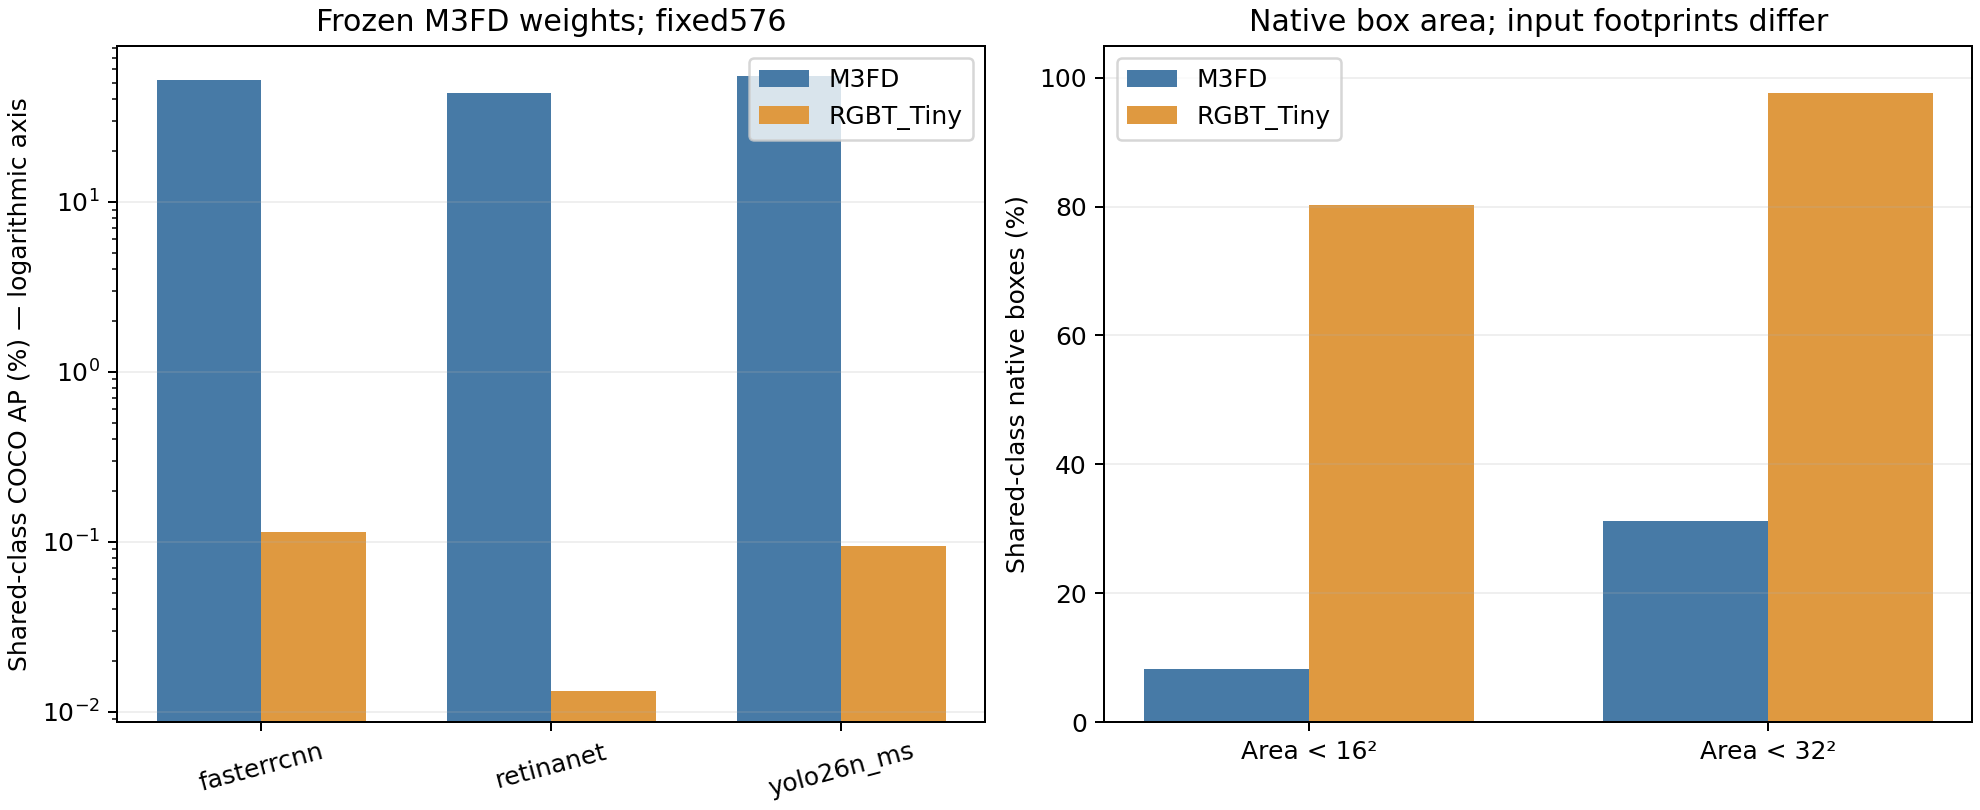 Frozen M3FD weights; fixed576
Shared-class COCO AP (%) — logarithmic axis
10¹
10⁰
10⁻¹
10⁻²
M3FD
RGBT_Tiny
fasterrcnn
retinanet
yolo26n_ms
Native box area; input footprints differ
Shared-class native boxes (%)
100
80
60
40
20
0
M3FD
RGBT_Tiny
Area < 16²
Area < 32²